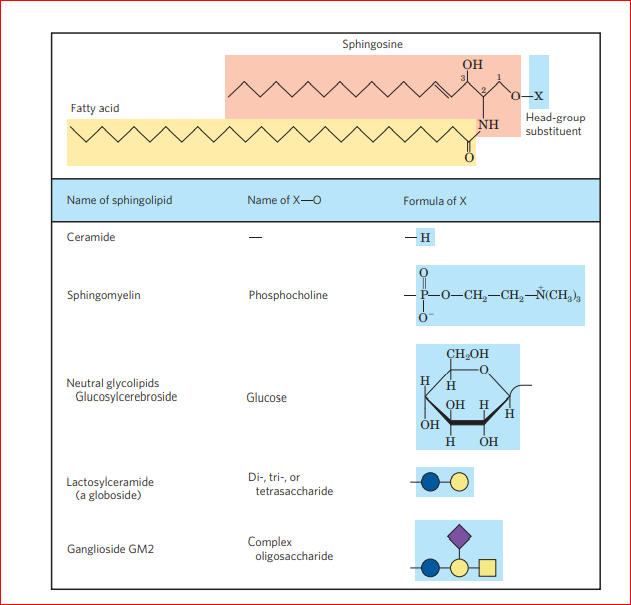 Sphingosine
OH
3
1
2
O—X
Fatty acid
NH
Head-group
substituent
O
Name of sphingolipid
Name of X—O
Formula of X
Ceramide
—
—H
Sphingomyelin
Phosphocholine
O
—P—O—CH₂—CH₂—N⁺(CH₃)₃
O⁻
Neutral glycolipids
Glucosylcerebroside
Glucose
CH₂OH
O
H
H
OH
H
H
OH
H
OH
Lactosylceramide
(a globoside)
Di-, tri-, or
tetrasaccharide
Ganglioside GM2
Complex
oligosaccharide